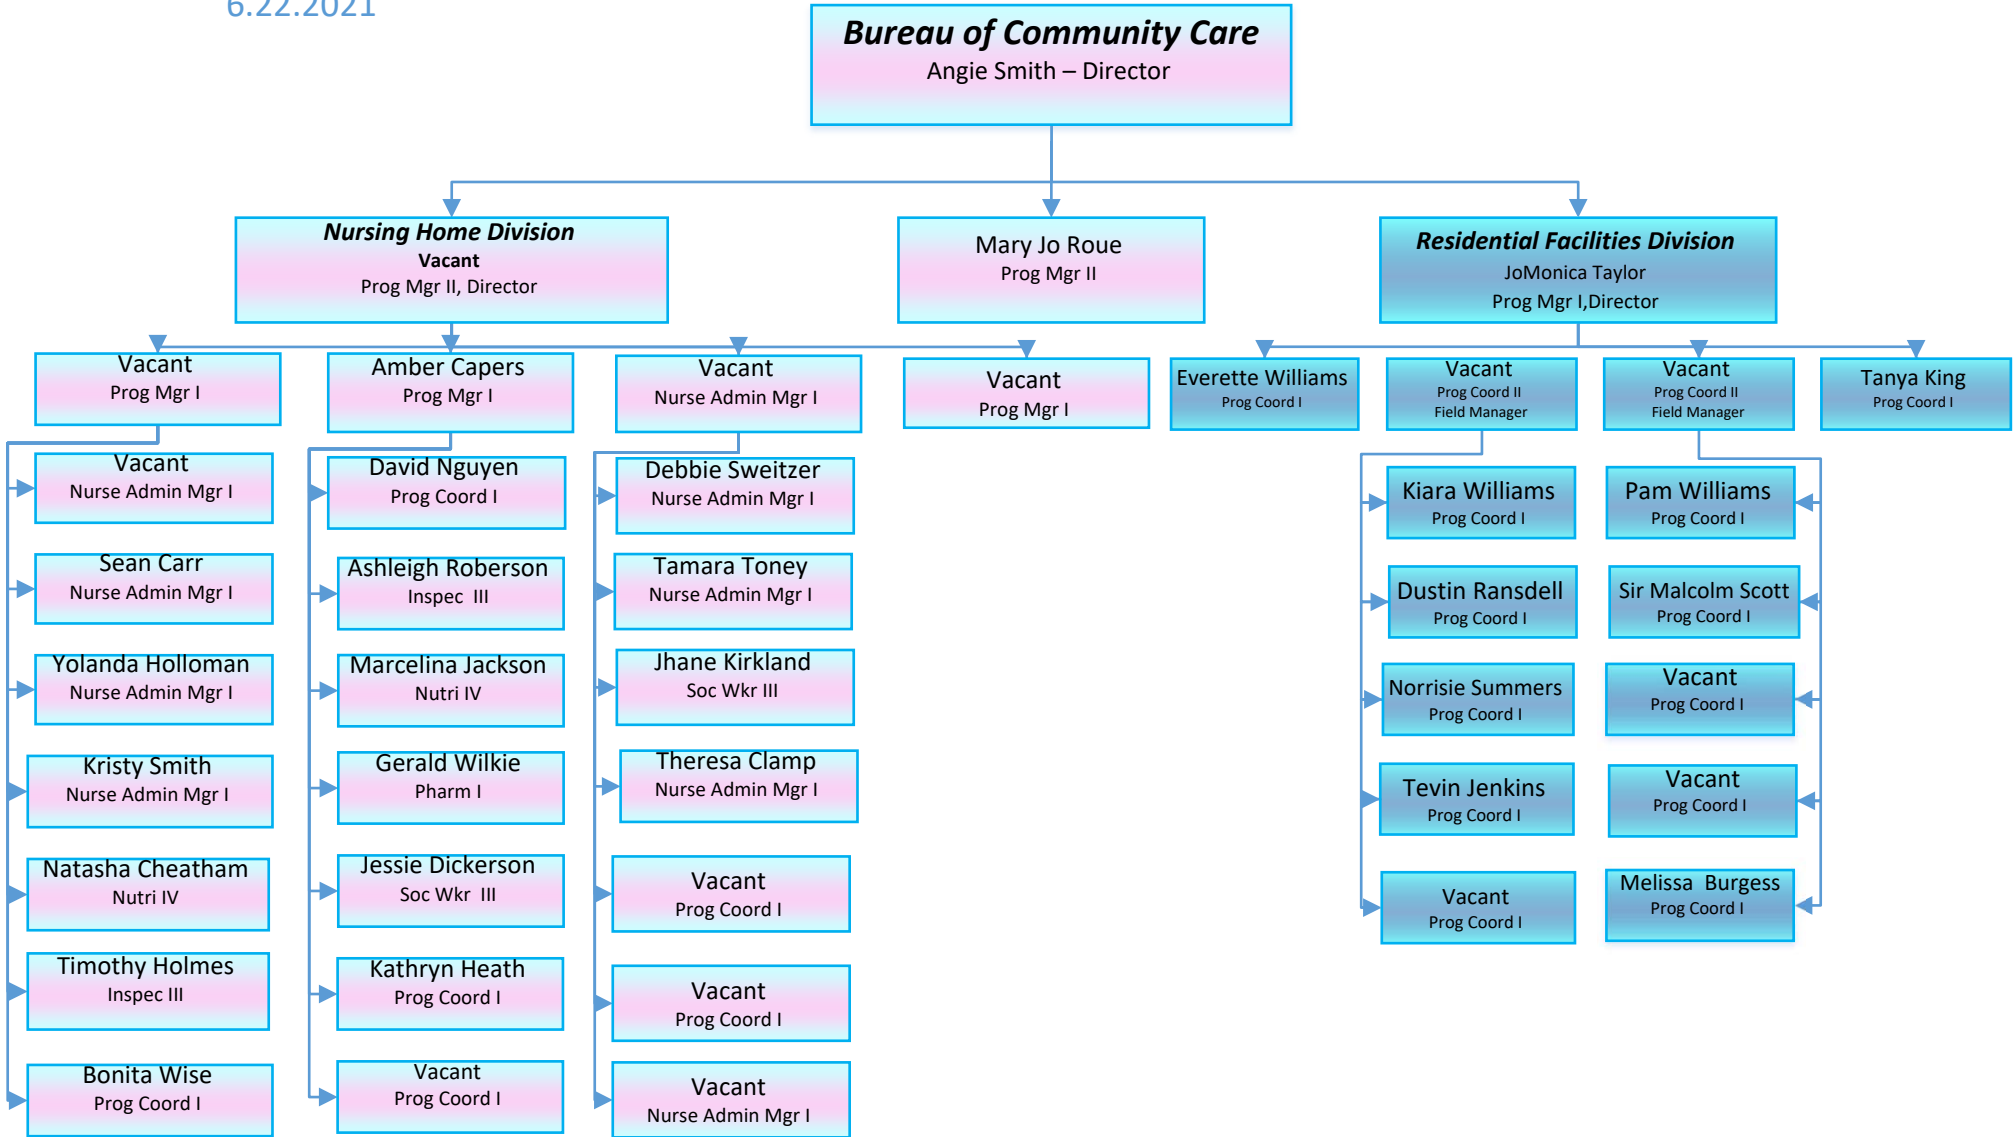 6.22.2021
Bureau of Community Care
Angie Smith – Director
Nursing Home Division
Vacant
Prog Mgr II, Director
Mary Jo Roue
Prog Mgr II
Residential Facilities Division
JoMonica Taylor
Prog Mgr I,Director
Vacant
Prog Mgr I
Amber Capers
Prog Mgr I
Vacant
Nurse Admin Mgr I
Vacant
Prog Mgr I
Everette Williams
Prog Coord I
Vacant
Prog Coord II
Field Manager
Vacant
Prog Coord II
Field Manager
Tanya King
Prog Coord I
Vacant
Nurse Admin Mgr I
Sean Carr
Nurse Admin Mgr I
Yolanda Holloman
Nurse Admin Mgr I
Kristy Smith
Nurse Admin Mgr I
Natasha Cheatham
Nutri IV
Timothy Holmes
Inspec III
Bonita Wise
Prog Coord I
David Nguyen
Prog Coord I
Ashleigh Roberson
Inspec  III
Marcelina Jackson
Nutri IV
Gerald Wilkie
Pharm I
Jessie Dickerson
Soc Wkr  III
Kathryn Heath
Prog Coord I
Vacant
Prog Coord I
Debbie Sweitzer
Nurse Admin Mgr I
Tamara Toney
Nurse Admin Mgr I
Jhane Kirkland
Soc Wkr III
Theresa Clamp
Nurse Admin Mgr I
Vacant
Prog Coord I
Vacant
Prog Coord I
Vacant
Nurse Admin Mgr I
Kiara Williams
Prog Coord I
Dustin Ransdell
Prog Coord I
Norrisie Summers
Prog Coord I
Tevin Jenkins
Prog Coord I
Vacant
Prog Coord I
Pam Williams
Prog Coord I
Sir Malcolm Scott
Prog Coord I
Vacant
Prog Coord I
Vacant
Prog Coord I
Melissa  Burgess
Prog Coord I